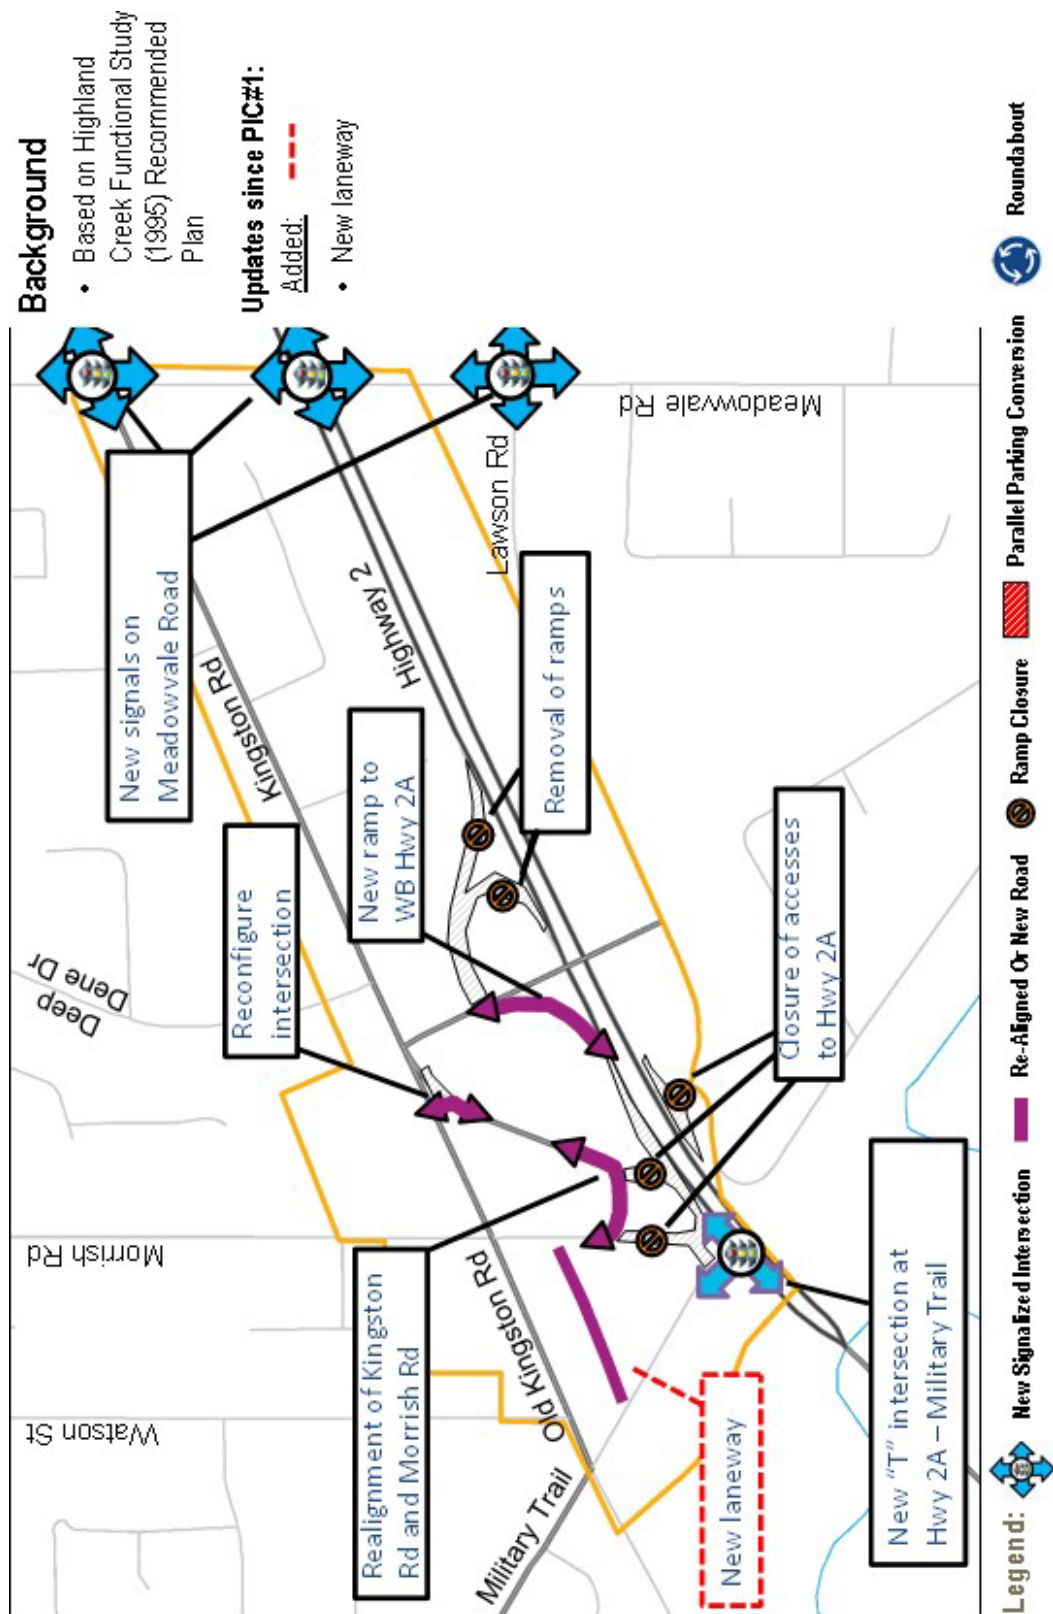 Background
• Based on Highland
Creek Functional Study
(1995) Recommended
Plan
Updates since PIC#1:
Added:
• New laneway
New signals on
Meadowvale Road
Kingston Rd
Reconfigure
intersection
Deep
Dene Dr
Highway 2
New ramp to
WB Hwy 2A
Lawson Rd
Removal of ramps
Meadowvale Rd
Morrish Rd
Realignment of Kingston
Rd and Morrish Rd
Watson St
Old Kingston Rd
Military Trail
Closure of accesses
to Hwy 2A
New laneway
New "T" intersection at
Hwy 2A – Military Trail
Legend:
New Signalized Intersection
Re-Aligned Or New Road
Ramp Closure
Parallel Parking Conversion
Roundabout